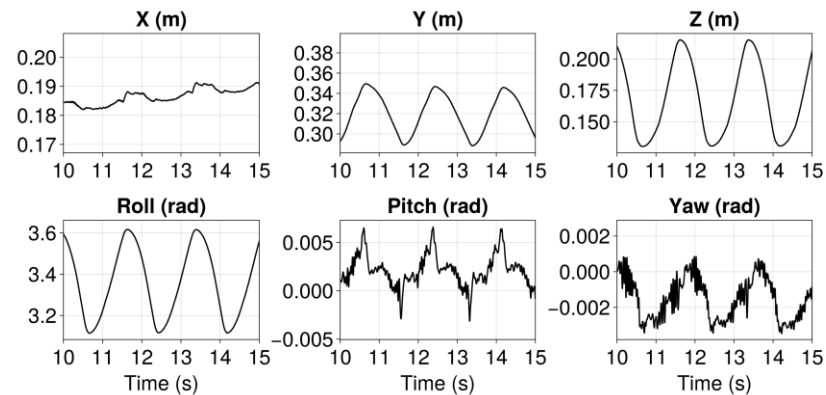 X (m) Y (m) Z (m)
0.20 0.38 0.200
0.19 0.36 0.175
0.18 0.34 0.150
0.17 0.32
0.30
10 11 12 13 14 15 10 11 12 13 14 15 10 11 12 13 14 15
Roll (rad) Pitch (rad) Yaw (rad)
3.6 0.005 0.002
3.4 0.000 0.000
3.2 −0.005 −0.002
10 11 12 13 14 15 10 11 12 13 14 15 10 11 12 13 14 15
Time (s) Time (s) Time (s)